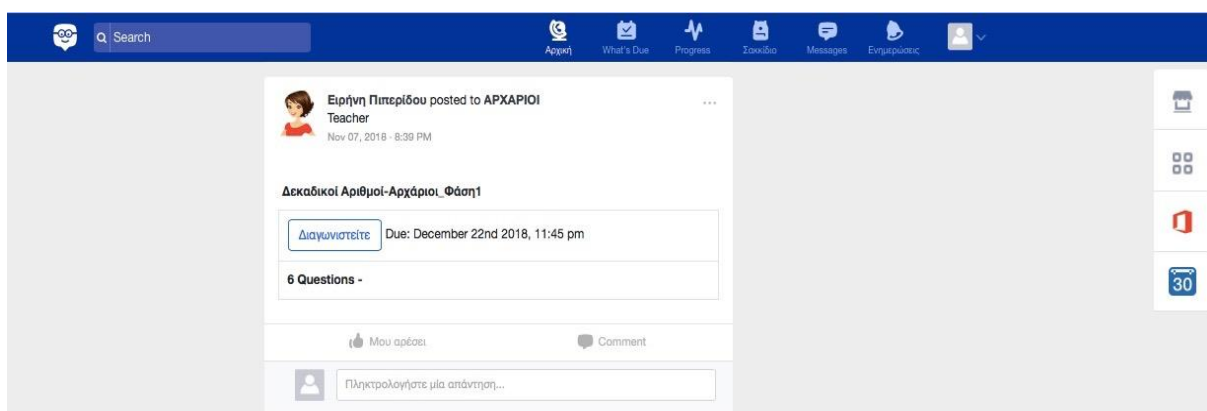 Search
Αρχική
What's Due
Progress
Σακκίδιο
Messages
Ενημερώσεις
Ειρήνη Πιπερίδου posted to ΑΡΧΑΡΙΟΙ
Teacher
Nov 07, 2018 · 8:39 PM
Δεκαδικοί Αριθμοί-Αρχάριοι_Φάση1
Διαγωνιστείτε Due: December 22nd 2018, 11:45 pm
6 Questions -
Μου αρέσει
Comment
Πληκτρολογήστε μία απάντηση...
30